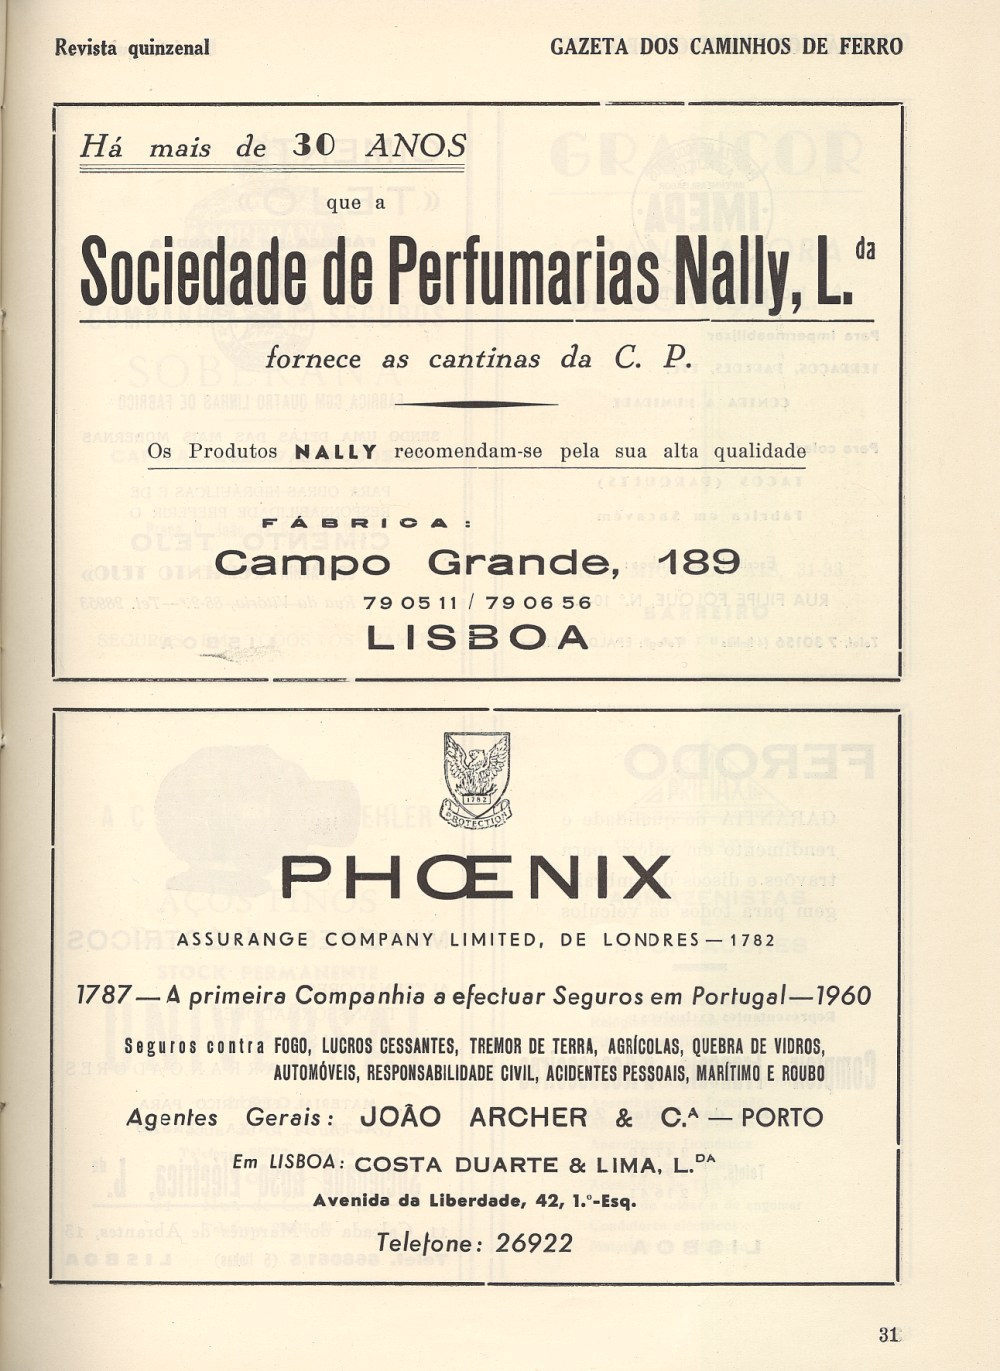 Revista quinzenal GAZETA DOS CAMINHOS DE FERRO
Há mais de 30 ANOS
que a
Sociedade de Perfumarias Nally, L.da
fornece as cantinas da C. P.
Os Produtos NALLY recomendam-se pela sua alta qualidade
FÁBRICA:
Campo Grande, 189
79 05 11 / 79 06 56
LISBOA
1782
PROTECTION
PHŒNIX
ASSURANGE COMPANY LIMITED, DE LONDRES — 1782
1787 — A primeira Companhia a efectuar Seguros em Portugal — 1960
Seguros contra FOGO, LUCROS CESSANTES, TREMOR DE TERRA, AGRÍCOLAS, QUEBRA DE VIDROS,
AUTOMÓVEIS, RESPONSABILIDADE CIVIL, ACIDENTES PESSOAIS, MARÍTIMO E ROUBO
Agentes Gerais: JOÃO ARCHER & C.A — PORTO
Em LISBOA: COSTA DUARTE & LIMA, L.DA
Avenida da Liberdade, 42, 1.º-Esq.
Telefone: 26922
31